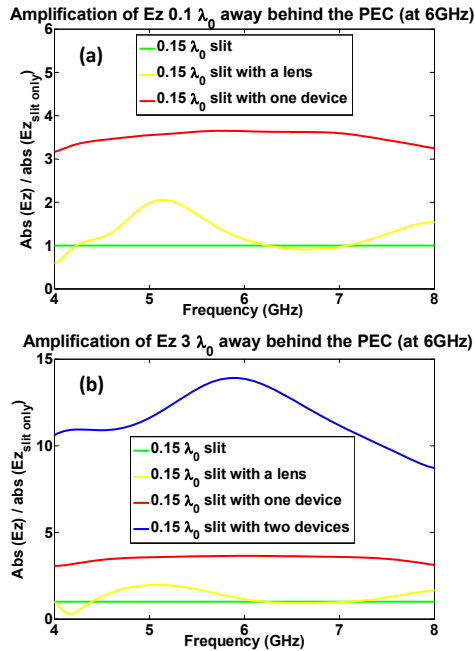 Amplification of Ez 0.1 λ0 away behind the PEC (at 6GHz)
(a)
0.15 λ0 slit
0.15 λ0 slit with a lens
0.15 λ0 slit with one device
Abs (Ez) / abs (Ez slit only)
6
5
4
3
2
1
0
4 5 6 7 8
Frequency (GHz)
Amplification of Ez 3 λ0 away behind the PEC (at 6GHz)
(b)
0.15 λ0 slit
0.15 λ0 slit with a lens
0.15 λ0 slit with one device
0.15 λ0 slit with two devices
Abs (Ez) / abs (Ez slit only)
15
10
5
0
4 5 6 7 8
Frequency (GHz)